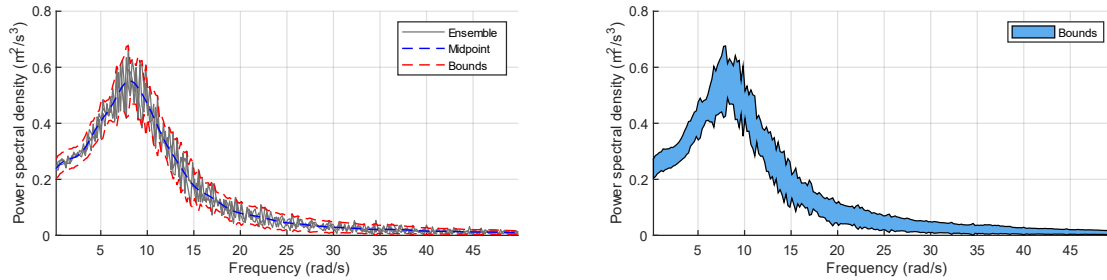 0.8
0.6
0.4
0.2
0
5 10 15 20 25 30 35 40 45
Frequency (rad/s)
Power spectral density (m²/s³)
Ensemble
Midpoint
Bounds
0.8
0.6
0.4
0.2
0
5 10 15 20 25 30 35 40 45
Frequency (rad/s)
Power spectral density (m²/s³)
Bounds